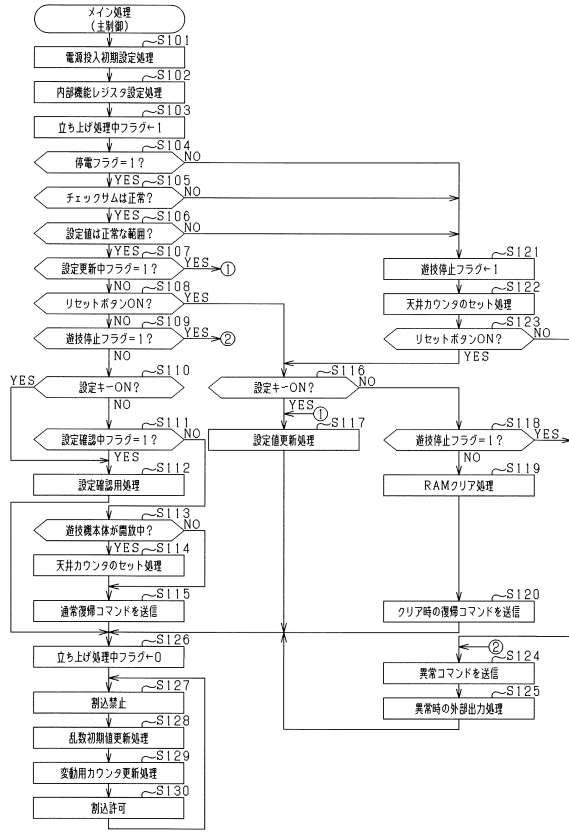 メイン処理
(主制御)
S101
電源投入初期設定処理
S102
内部機能レジスタ設定処理
S103
立ち上げ処理中フラグ←1
S104
停電フラグ=1?
NO
YES
S105
チェックサムは正常?
NO
YES
S106
設定値は正常な範囲?
NO
YES
S107
設定更新中フラグ=1?
YES
①
NO
S108
リセットボタンON?
YES
NO
S109
遊技停止フラグ=1?
YES
②
NO
S110
設定キーON?
YES
NO
S111
設定確認中フラグ=1?
NO
YES
S112
設定確認用処理
S113
遊技機本体が開放中?
NO
YES
S114
天井カウンタのセット処理
S115
通常復帰コマンドを送信
S116
設定キーON?
NO
YES
①
S117
設定値更新処理
S121
遊技停止フラグ←1
S122
天井カウンタのセット処理
S123
リセットボタンON?
NO
YES
S118
遊技停止フラグ=1?
YES
NO
S119
RAMクリア処理
S120
クリア時の復帰コマンドを送信
②
S124
異常コマンドを送信
S125
異常時の外部出力処理
S126
立ち上げ処理中フラグ←0
S127
割込禁止
S128
乱数初期値更新処理
S129
変動用カウンタ更新処理
S130
割込許可